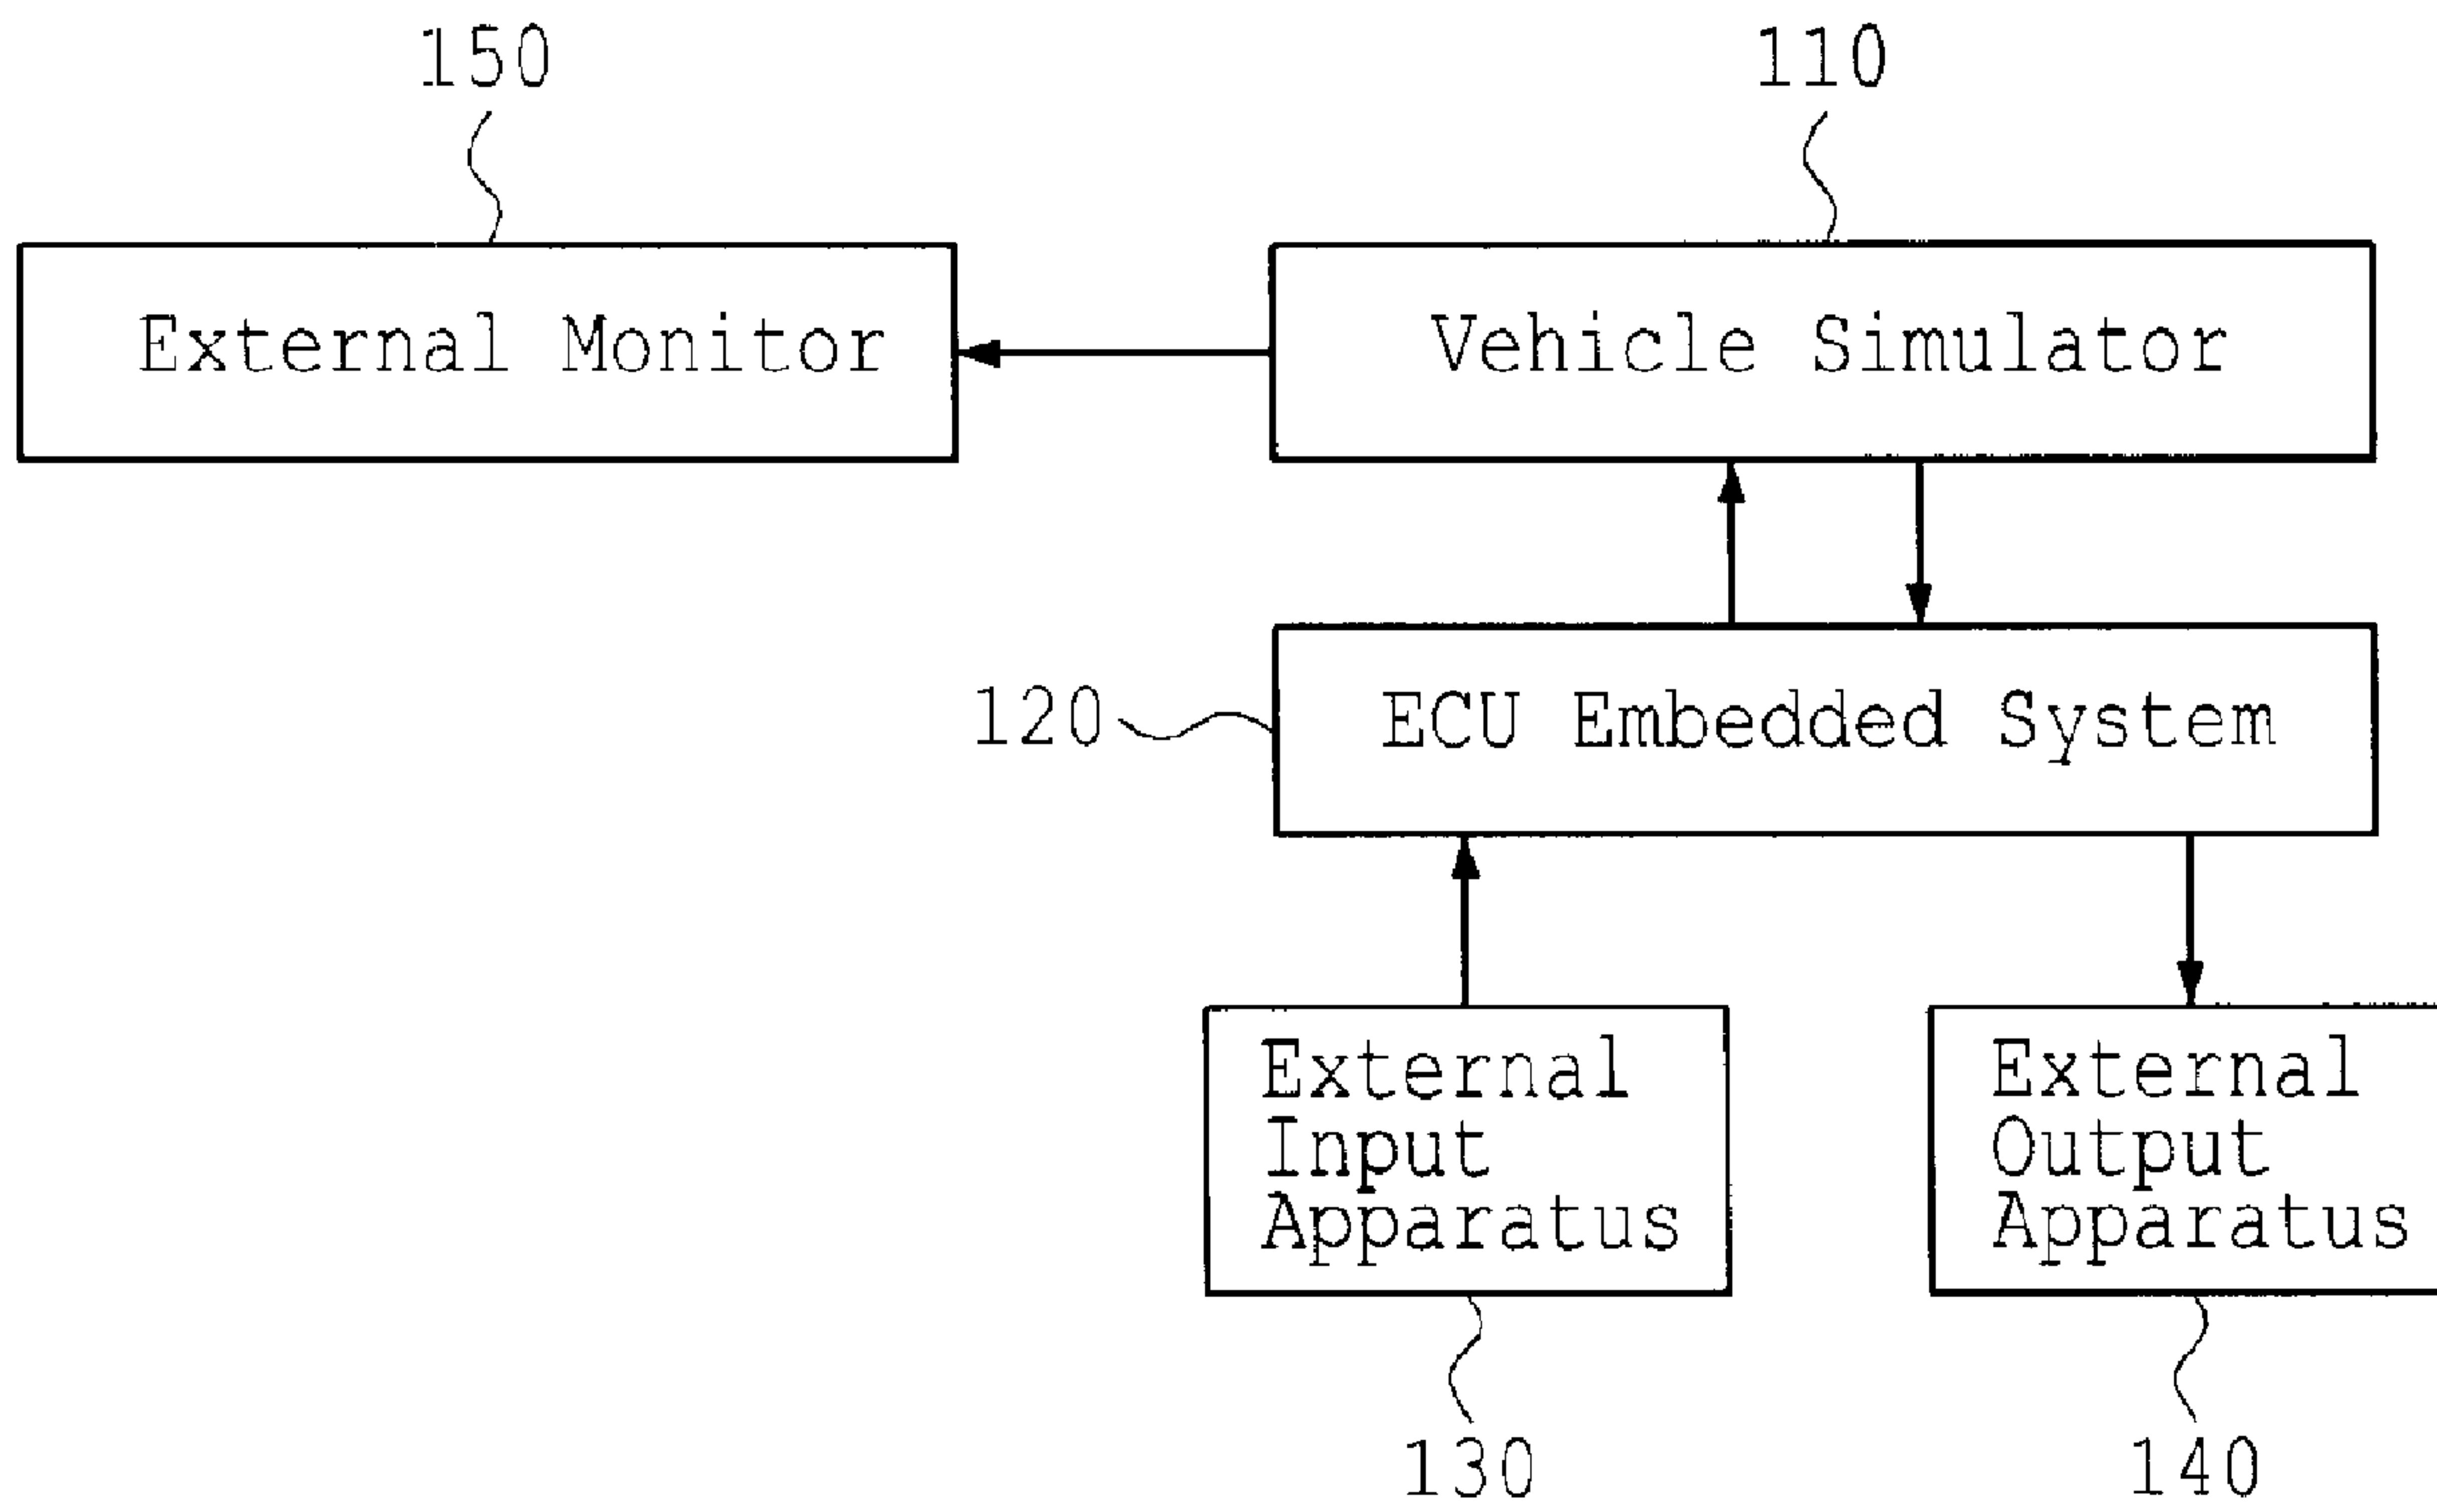 150
110
External Monitor
Vehicle Simulator
120
ECU Embedded System
External
Input
Apparatus
External
Output
Apparatus
130
140